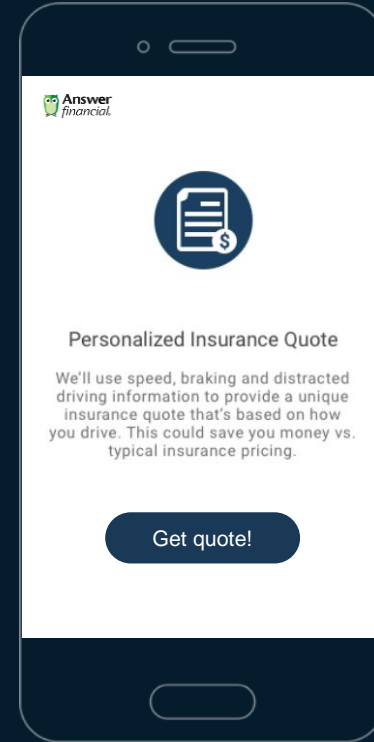 Answer
financial.
$
Personalized Insurance Quote
We'll use speed, braking and distracted
driving information to provide a unique
insurance quote that's based on how
you drive. This could save you money vs.
typical insurance pricing.
Get quote!